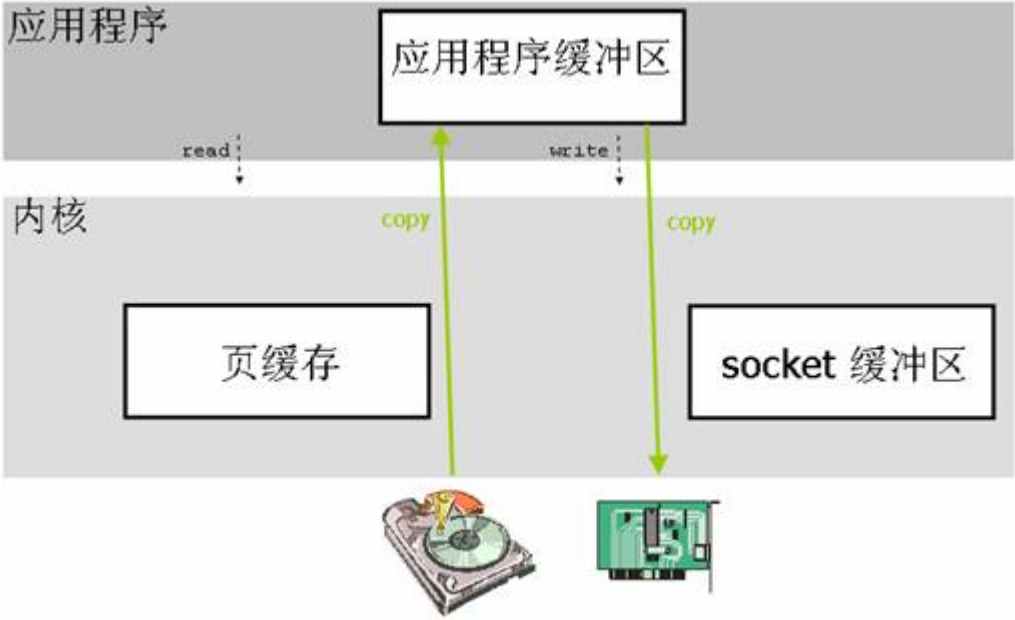 应用程序
应用程序缓冲区
read
write
内核
copy
copy
页缓存
socket 缓冲区